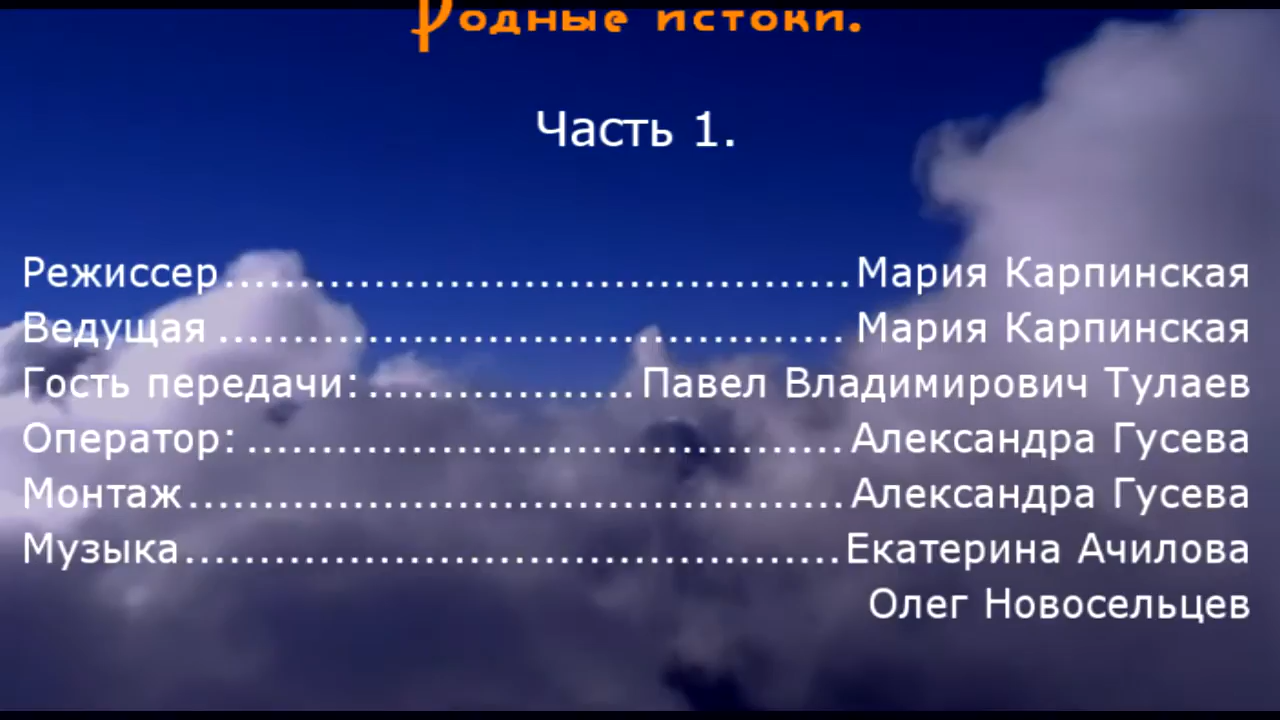 Родные истоки.
Часть 1.
Режиссер..........................................Мария Карпинская
Ведущая .......................................... Мария Карпинская
Гость передачи: ..................Павел Владимирович Тулаев
Оператор: ........................................Александра Гусева
Монтаж............................................Александра Гусева
Музыка............................................Екатерина Ачилова
Олег Новосельцев